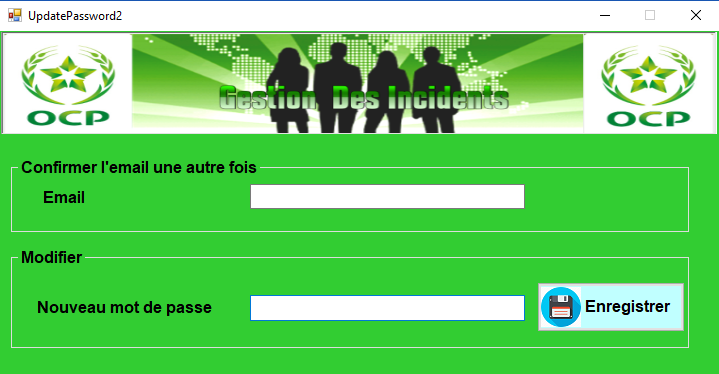 UpdatePassword2
OCP
Gestion Des Incidents
OCP
Confirmer l'email une autre fois
Email
Modifier
Nouveau mot de passe
Enregistrer